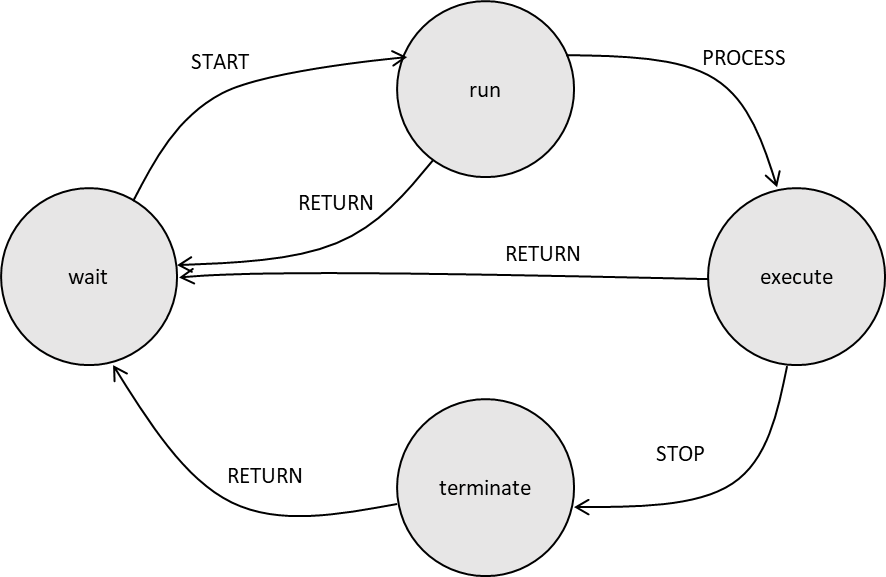 START
run
PROCESS
RETURN
wait
RETURN
execute
RETURN
terminate
STOP